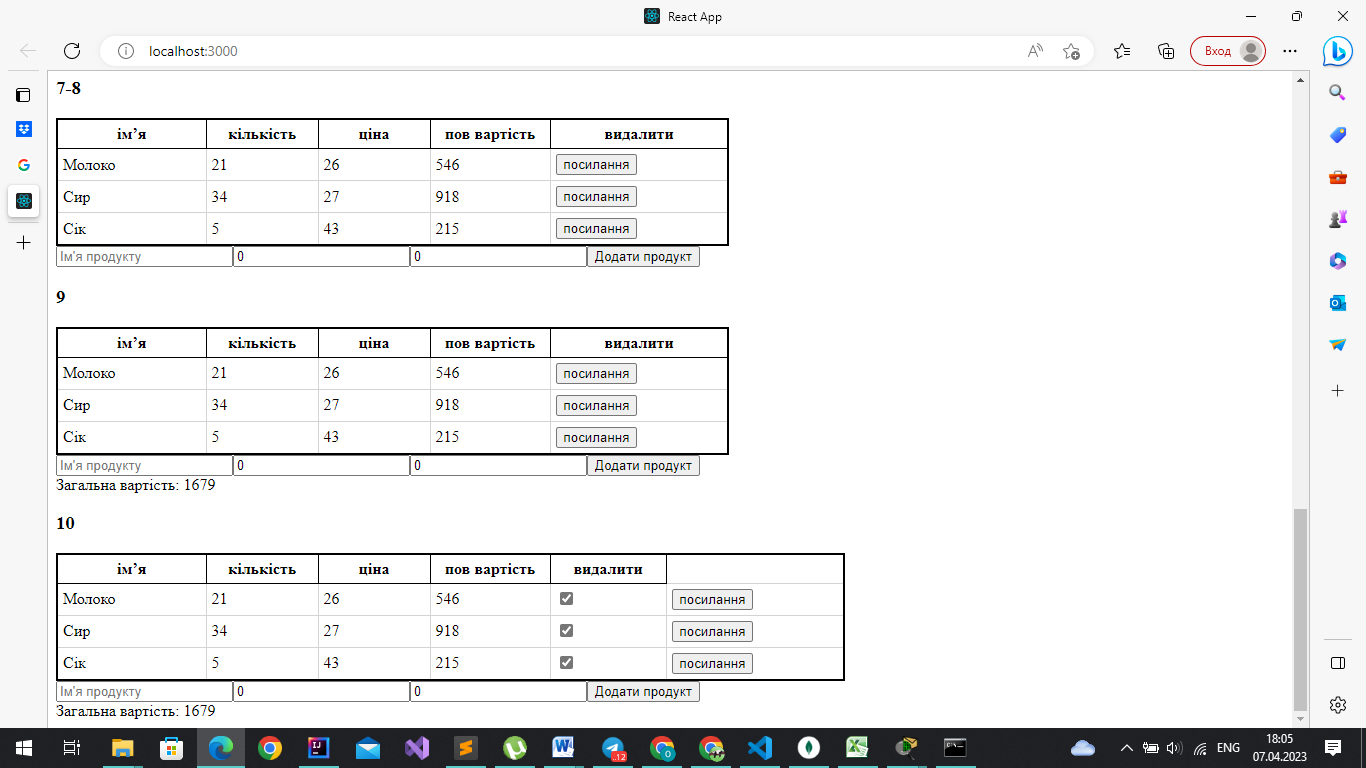 React App
localhost:3000
Вход
7-8
ім’я кількість ціна пов вартість видалити
Молоко 21 26 546 посилання
Сир 34 27 918 посилання
Сік 5 43 215 посилання
Ім'я продукту 0 0 Додати продукт
9
ім’я кількість ціна пов вартість видалити
Молоко 21 26 546 посилання
Сир 34 27 918 посилання
Сік 5 43 215 посилання
Ім'я продукту 0 0 Додати продукт
Загальна вартість: 1679
10
ім’я кількість ціна пов вартість видалити
Молоко 21 26 546 посилання
Сир 34 27 918 посилання
Сік 5 43 215 посилання
Ім'я продукту 0 0 Додати продукт
Загальна вартість: 1679
ENG
18:05
07.04.2023